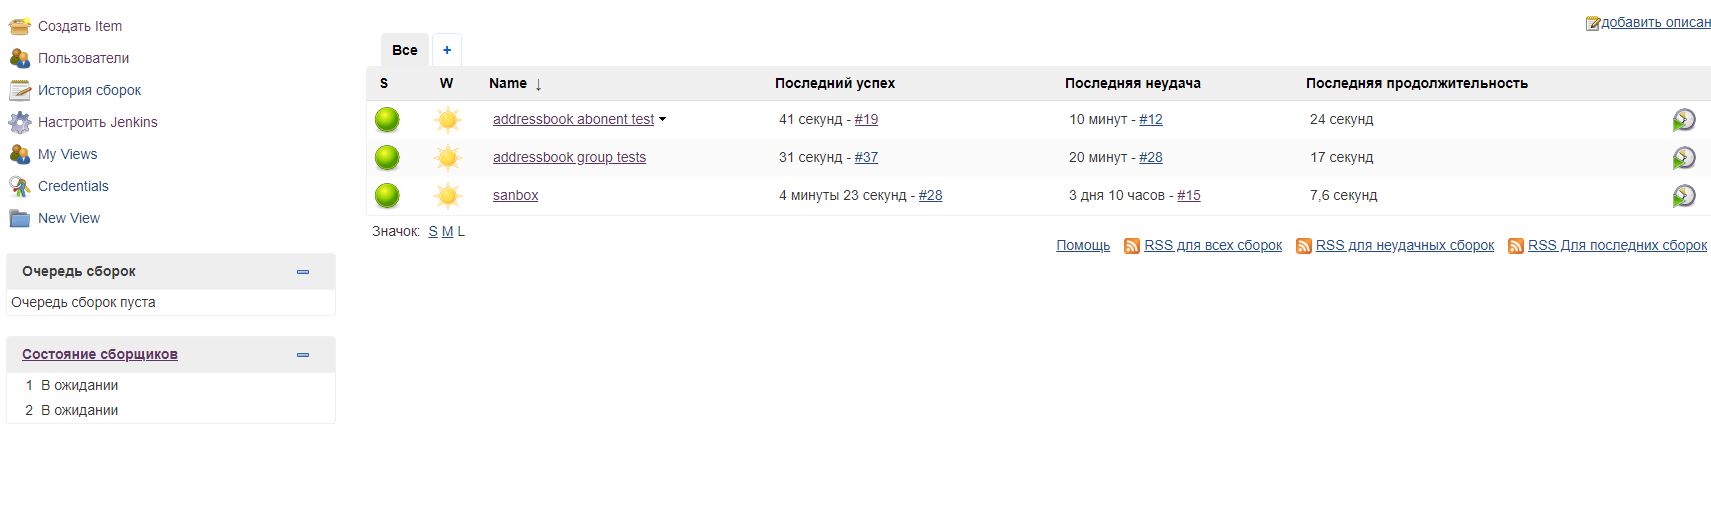 Создать Item
Пользователи
История сборок
Настроить Jenkins
My Views
Credentials
New View
Очередь сборок
Очередь сборок пуста
Состояние сборщиков
1 В ожидании
2 В ожидании
добавить описан
Все +
S W Name ↓ Последний успех Последняя неудача Последняя продолжительность
addressbook abonent test 41 секунд - #19 10 минут - #12 24 секунд
addressbook group tests 31 секунд - #37 20 минут - #28 17 секунд
sanbox 4 минуты 23 секунд - #28 3 дня 10 часов - #15 7,6 секунд
Значок: S M L
Помощь RSS для всех сборок RSS для неудачных сборок RSS Для последних сборок